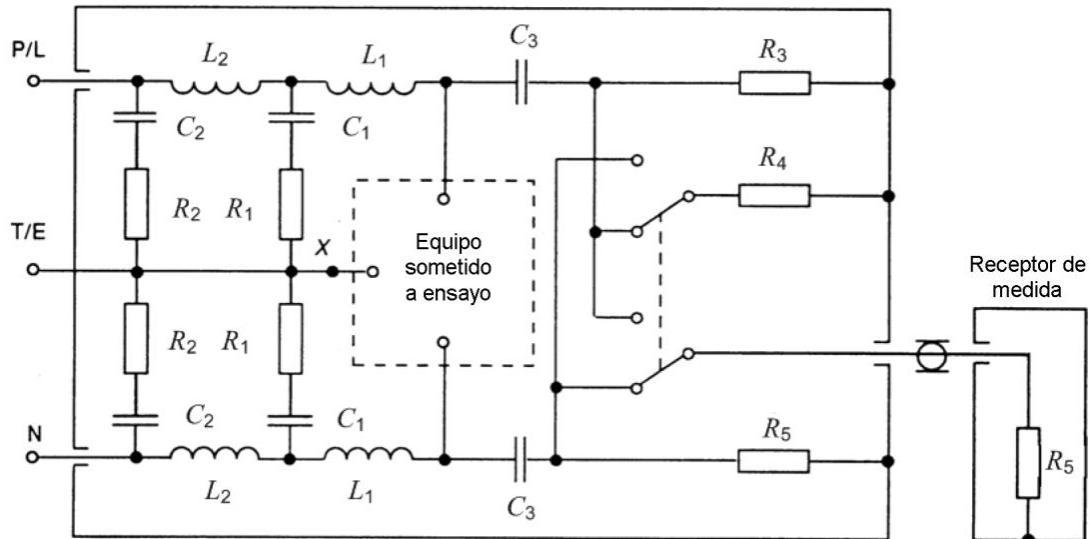 P/L
L2
L1
C3
R3
C2
C1
R4
R2
R1
T/E
X
Equipo
sometido
a ensayo
Receptor de
medida
R2
R1
C2
C1
N
R5
R5
L2
L1
C3